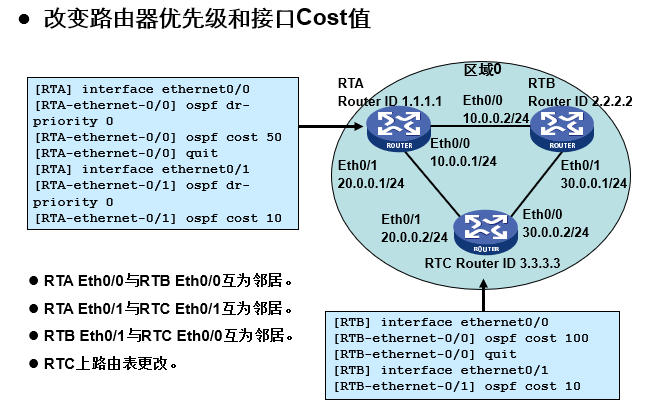 ● 改变路由器优先级和接口Cost值
[RTA] interface ethernet0/0
[RTA-ethernet-0/0] ospf dr-
priority 0
[RTA-ethernet-0/0] ospf cost 50
[RTA-ethernet-0/0] quit
[RTA] interface ethernet0/1
[RTA-ethernet-0/1] ospf dr-
priority 0
[RTA-ethernet-0/1] ospf cost 10
区域0
RTA
Router ID 1.1.1.1
RTB
Router ID 2.2.2.2
Eth0/0
10.0.0.2/24
ROUTER
ROUTER
Eth0/0
10.0.0.1/24
Eth0/1
20.0.0.1/24
Eth0/1
30.0.0.1/24
Eth0/1
20.0.0.2/24
Eth0/0
30.0.0.2/24
ROUTER
RTC Router ID 3.3.3.3
● RTA Eth0/0与RTB Eth0/0互为邻居。
● RTA Eth0/1与RTC Eth0/1互为邻居。
● RTB Eth0/1与RTC Eth0/0互为邻居。
● RTC上路由表更改。
[RTB] interface ethernet0/0
[RTB-ethernet-0/0] ospf cost 100
[RTB-ethernet-0/0] quit
[RTB] interface ethernet0/1
[RTB-ethernet-0/1] ospf cost 10